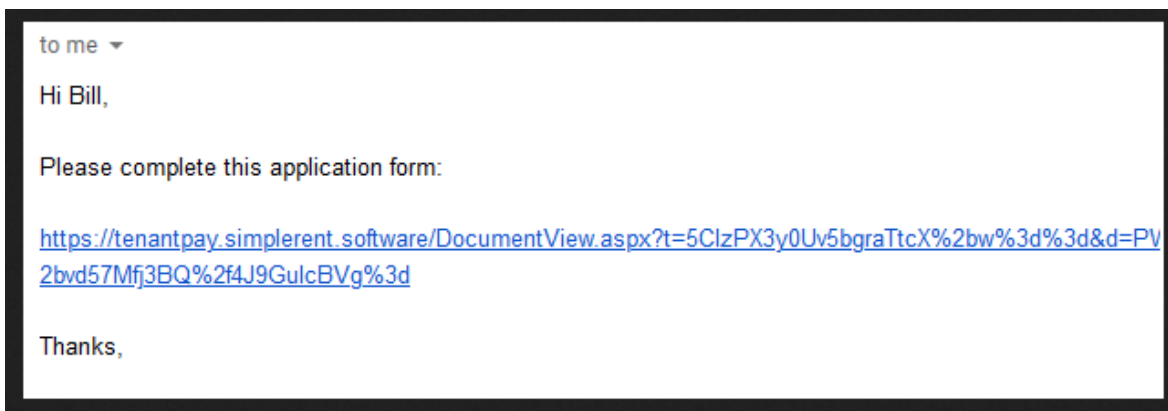 to me
Hi Bill,
Please complete this application form:
https://tenantpay.simplerent.software/DocumentView.aspx?t=5CIzPX3y0Uv5bgraTtcX%2bw%3d%3d&d=PV
2bvd57Mfj3BQ%2f4J9GulcBVg%3d
Thanks,